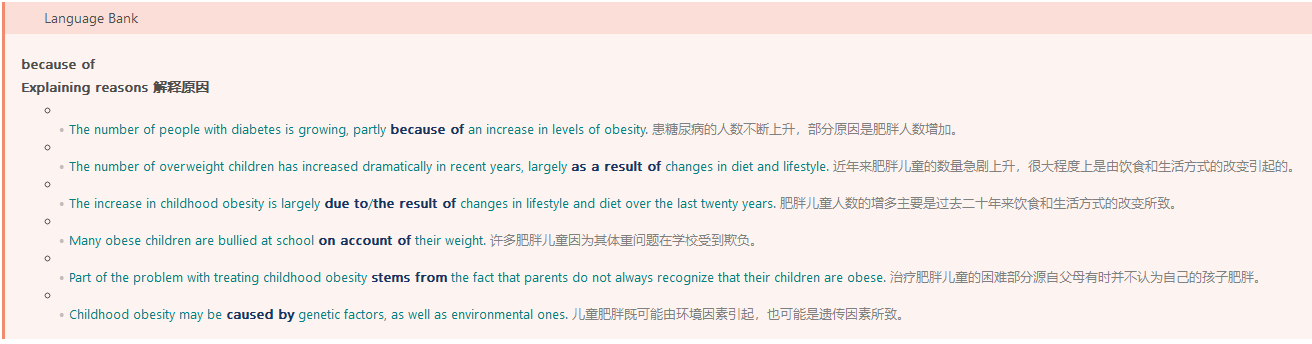 Language Bank
because of
Explaining reasons 解释原因
The number of people with diabetes is growing, partly because of an increase in levels of obesity. 患糖尿病的人数不断上升，部分原因是肥胖人数增加。
The number of overweight children has increased dramatically in recent years, largely as a result of changes in diet and lifestyle. 近年来肥胖儿童的数量急剧上升，很大程度上是由饮食和生活方式的改变引起的。
The increase in childhood obesity is largely due to/the result of changes in lifestyle and diet over the last twenty years. 肥胖儿童人数的增多主要是过去二十年来饮食和生活方式的改变所致。
Many obese children are bullied at school on account of their weight. 许多肥胖儿童因为其体重问题在学校受到欺负。
Part of the problem with treating childhood obesity stems from the fact that parents do not always recognize that their children are obese. 治疗肥胖儿童的困难部分源自父母有时并不认为自己的孩子肥胖。
Childhood obesity may be caused by genetic factors, as well as environmental ones. 儿童肥胖既可能由环境因素引起，也可能是遗传因素所致。